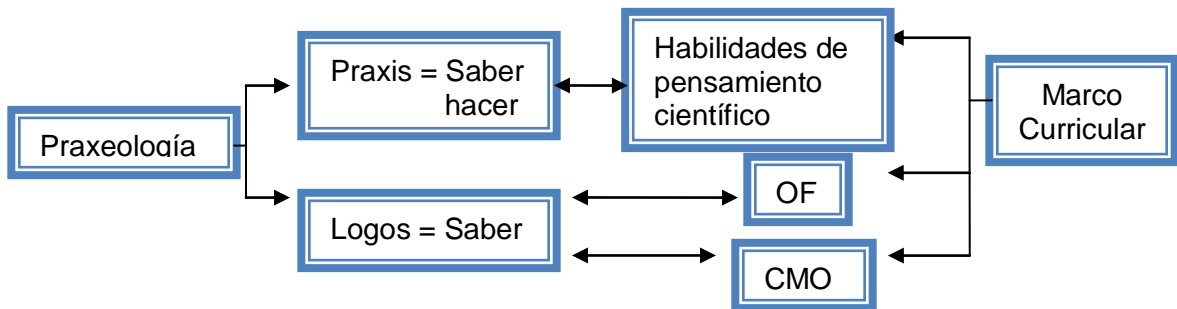 Praxeología
Praxis = Saber
hacer
Logos = Saber
Habilidades de
pensamiento
científico
OF
CMO
Marco
Curricular